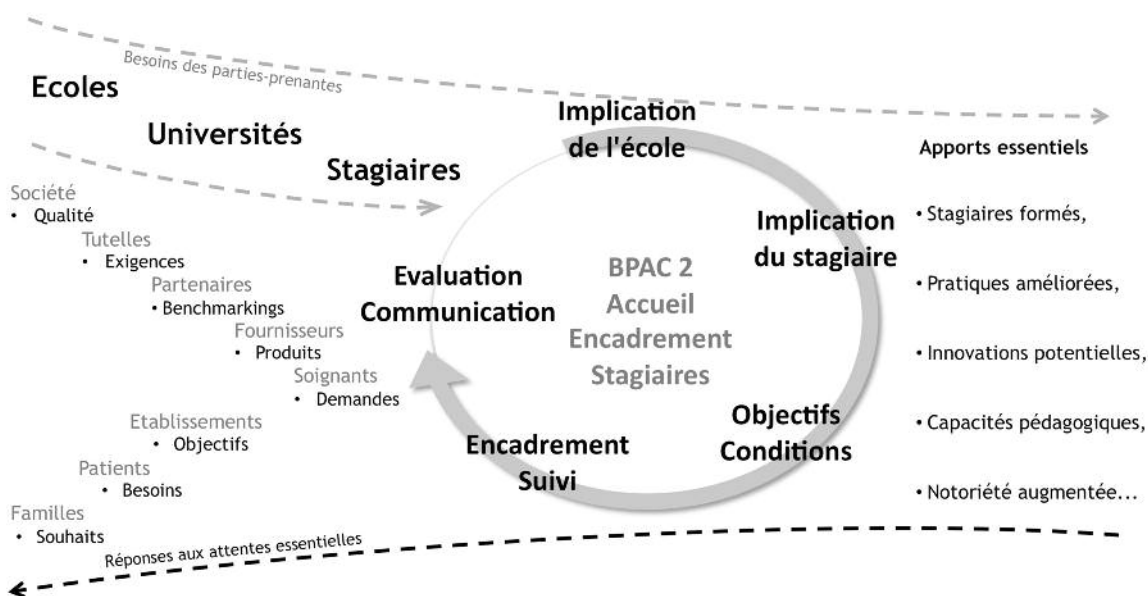 Besoins des parties-prenantes
Ecoles
Universités
Stagiaires
Société
• Qualité
Tutelles
• Exigences
Partenaires
• Benchmarkings
Fournisseurs
• Produits
Soignants
• Demandes
Etablissements
• Objectifs
Patients
• Besoins
Familles
• Souhaits
Réponses aux attentes essentielles
Implication
de l'école
Implication
du stagiaire
Objectifs
Conditions
Encadrement
Suivi
Evaluation
Communication
BPAC 2
Accueil
Encadrement
Stagiaires
Apports essentiels
• Stagiaires formés,
• Pratiques améliorées,
• Innovations potentielles,
• Capacités pédagogiques,
• Notoriété augmentée...